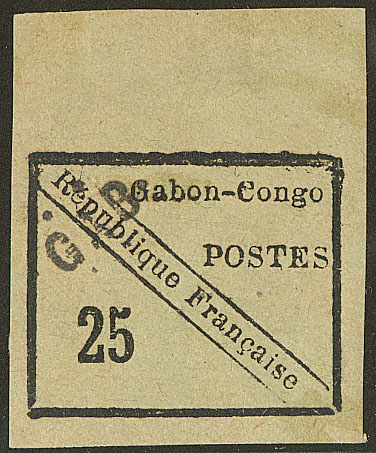 Gabon-Congo
POSTES
République Française
25